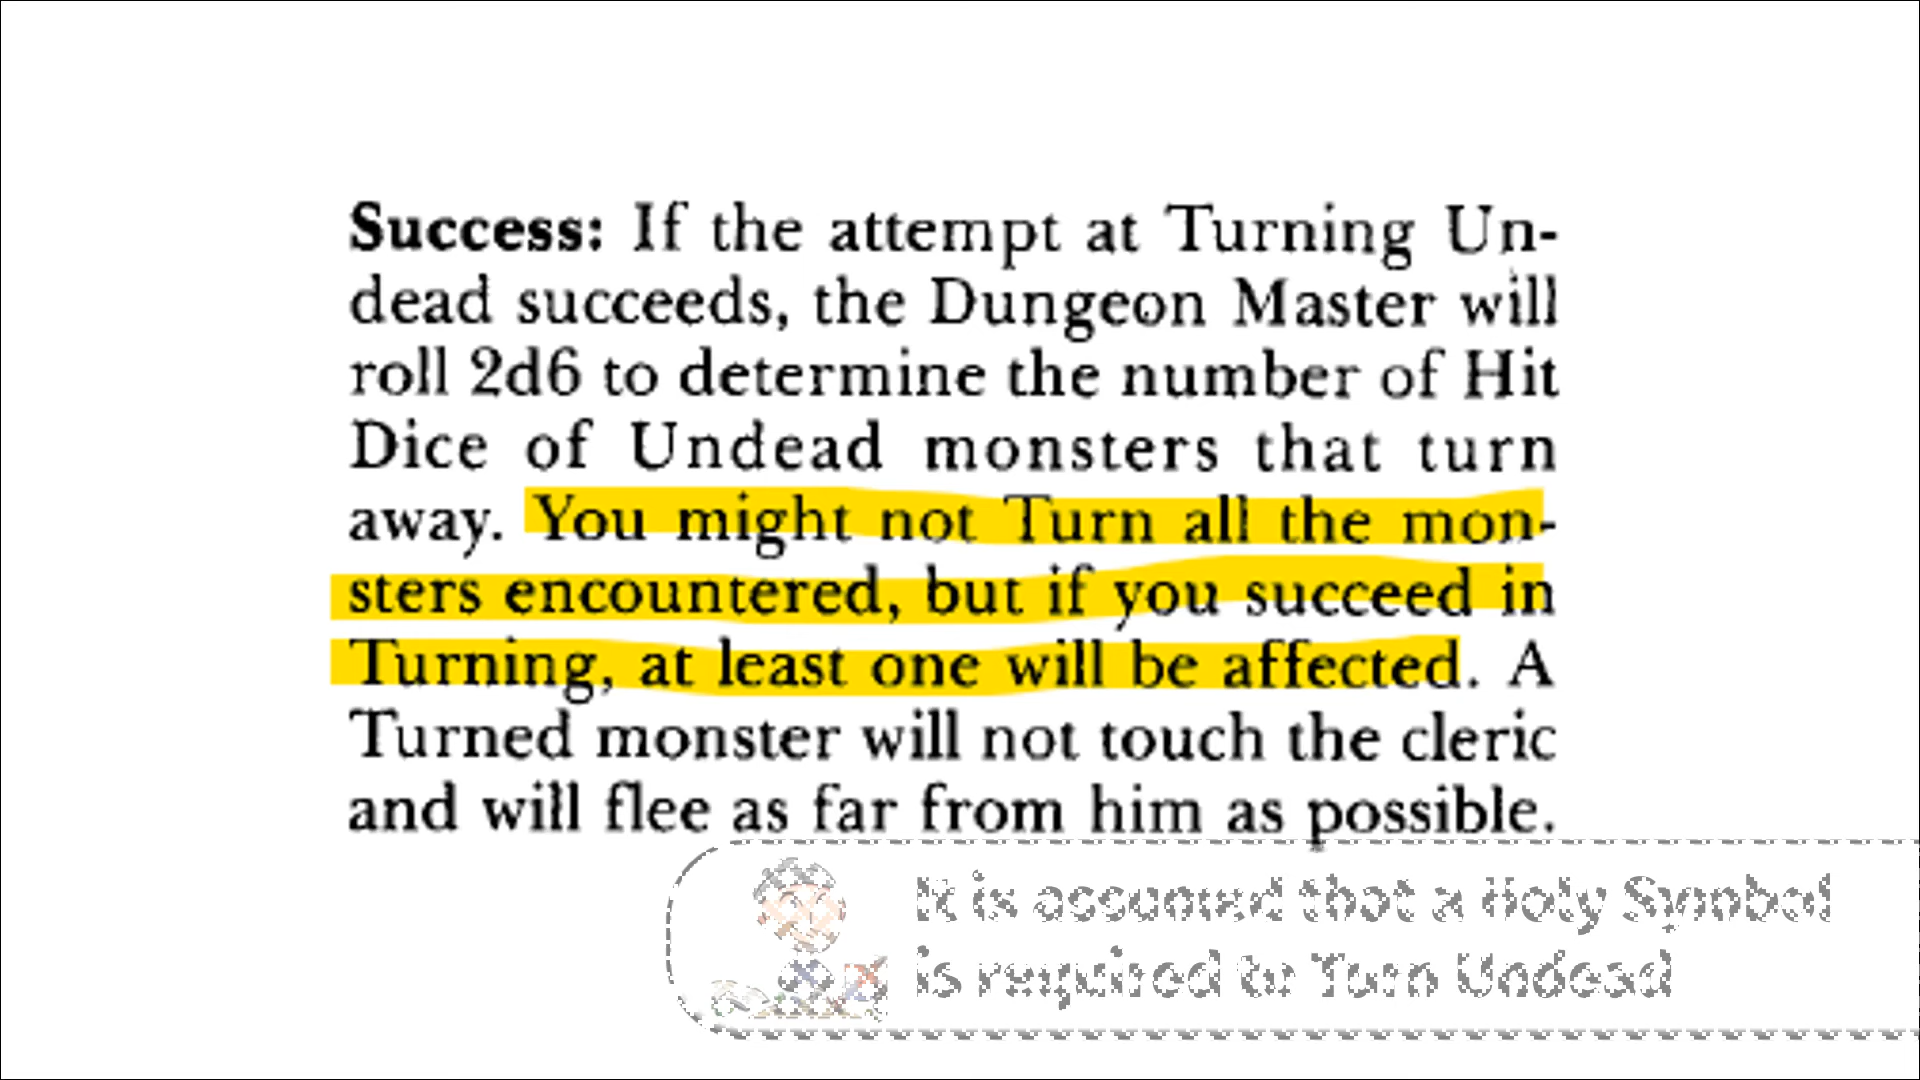 Success: If the attempt at Turning Un-
dead succeeds, the Dungeon Master will
roll 2d6 to determine the number of Hit
Dice of Undead monsters that turn
away. You might not Turn all the mon-
sters encountered, but if you succeed in
Turning, at least one will be affected. A
Turned monster will not touch the cleric
and will flee as far from him as possible.
It is assumed that a Holy Symbol
is required to Turn Undead